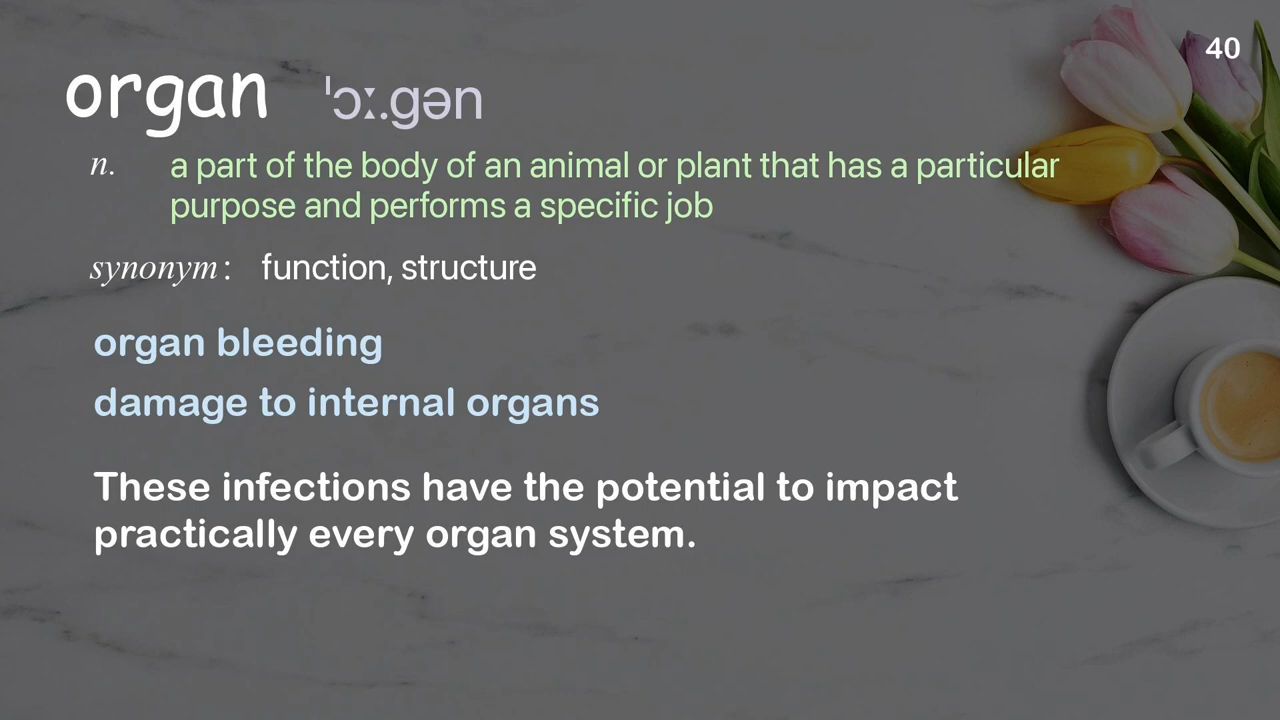 40
organ ˈɔː.gən
n. a part of the body of an animal or plant that has a particular
purpose and performs a specific job
synonym: function, structure
organ bleeding
damage to internal organs
These infections have the potential to impact
practically every organ system.